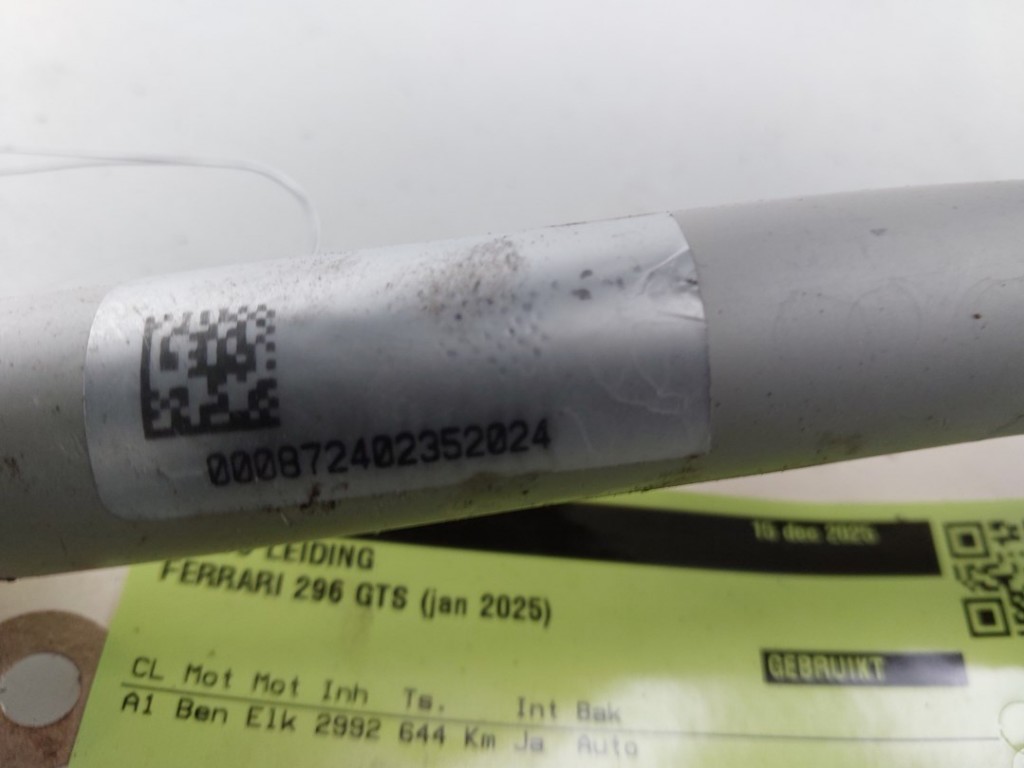 000872402352024
15 dec 2025
LEIDING
FERRARI 296 GTS (jan 2025)
GEBRUIKT
CL Mot Mot Inh Ts. Int Bak
A1 Ben Elk 2992 644 Km Ja Auto